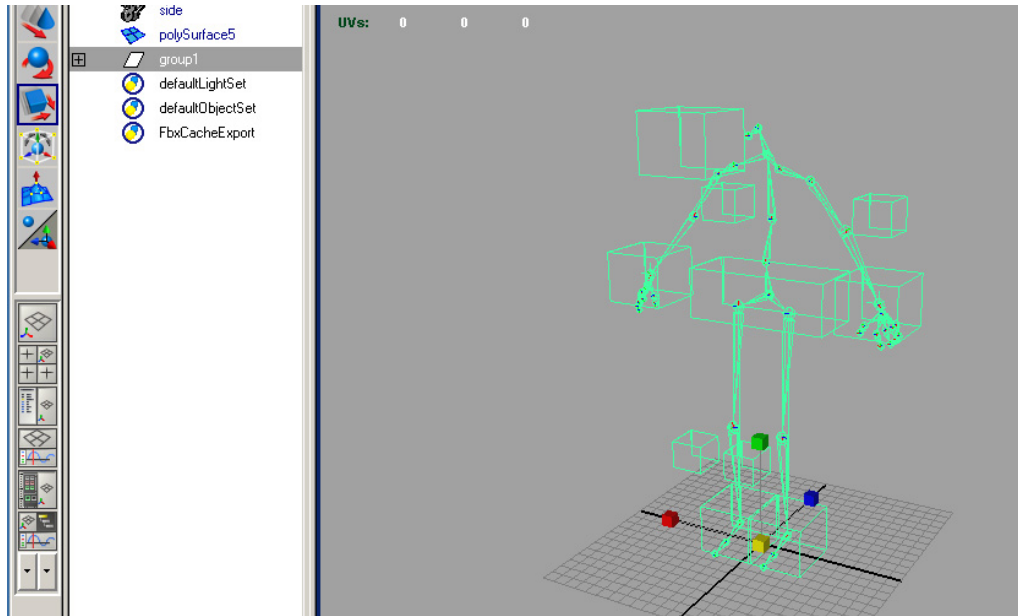 side
polySurface5
group1
defaultLightSet
defaultObjectSet
FbxCacheExport
UVs: 0 0 0